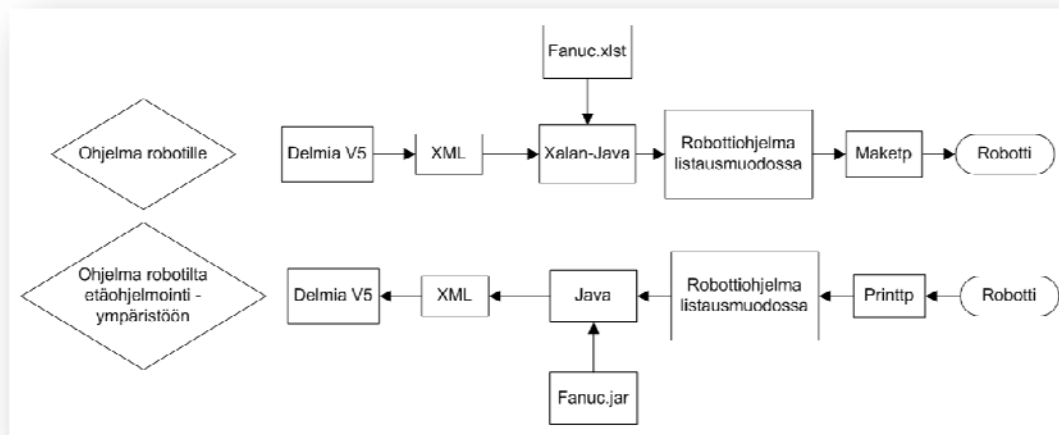 Fanuc.xlst
Ohjelma robotille
Delmia V5
XML
Xalan-Java
Robottiohjelma
listausmuodossa
Maketp
Robotti
Ohjelma robotilta
etäohjelmointi -
ympäristöön
Delmia V5
XML
Java
Robottiohjelma
listausmuodossa
Printtp
Robotti
Fanuc.jar